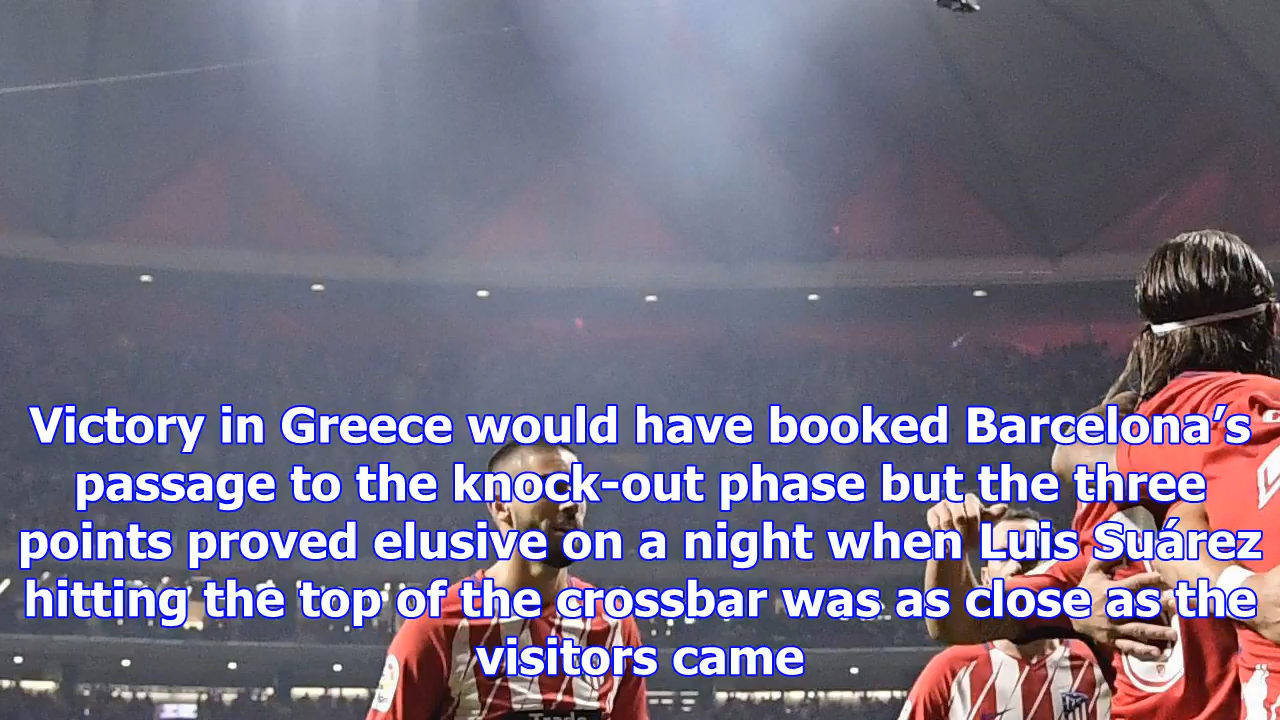 Victory in Greece would have booked Barcelona’s
passage to the knock-out phase but the three
points proved elusive on a night when Luis Suárez
hitting the top of the crossbar was as close as the
visitors came
Trade